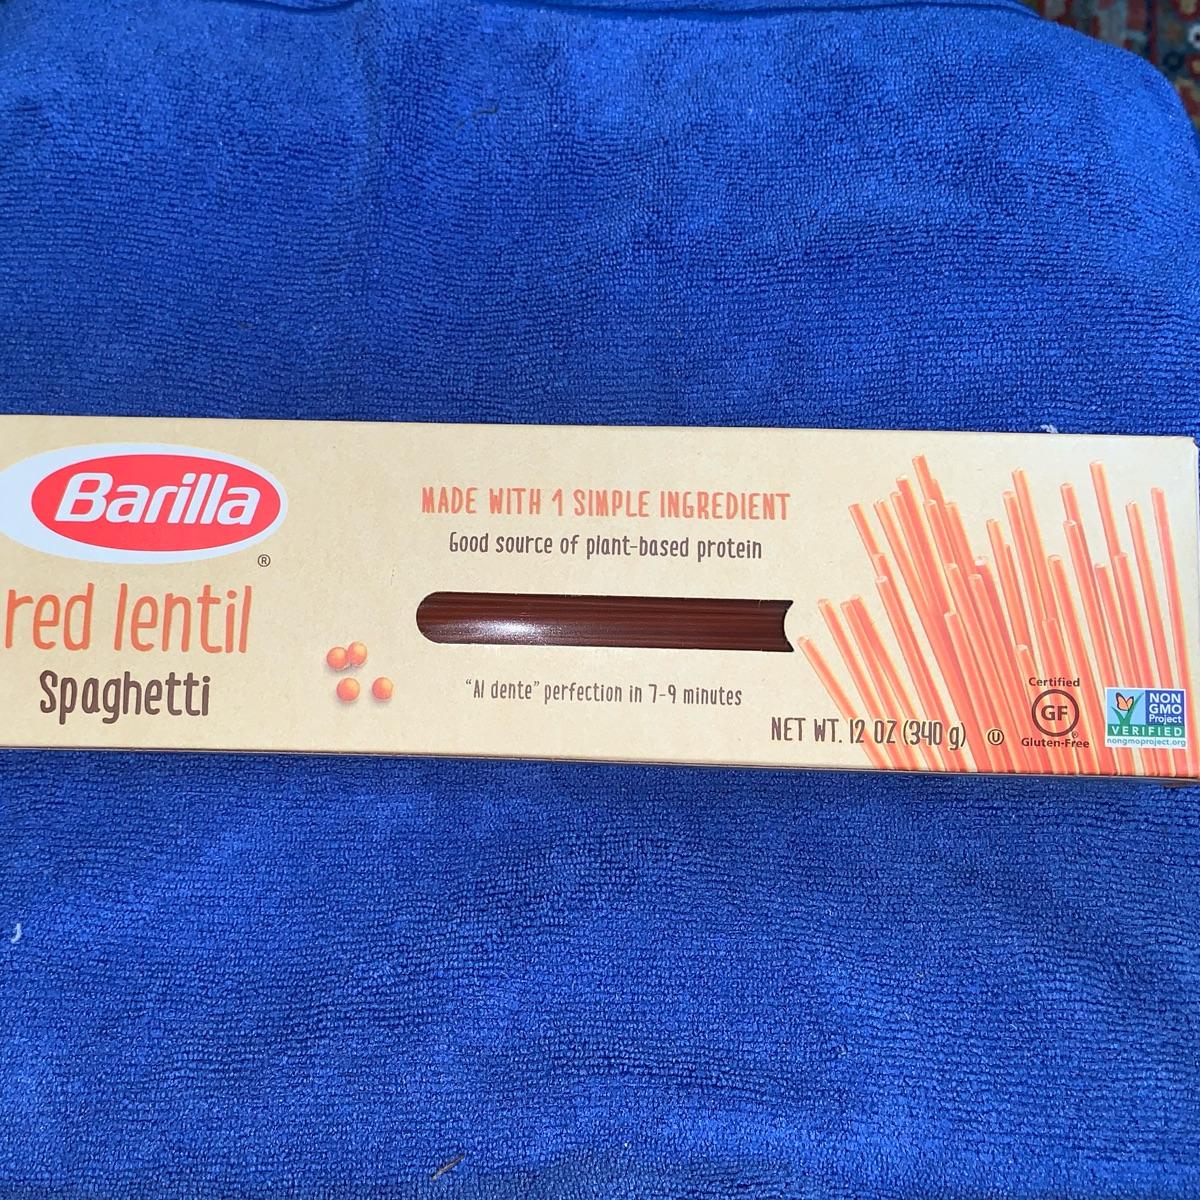 Barilla
®
red lentil
Spaghetti
MADE WITH 1 SIMPLE INGREDIENT
Good source of plant-based protein
"Al dente" perfection in 7-9 minutes
NET WT. 12 OZ (340 g)
U
Certified
GF
®
Gluten-Free
NON
GMO
Project
VERIFIED
nongmoproject.org